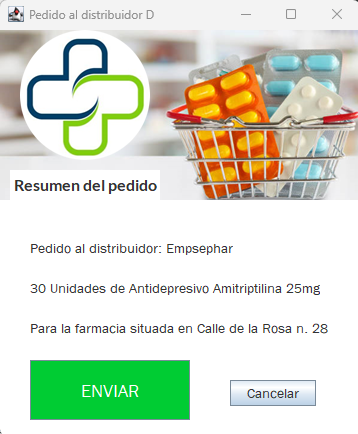 Pedido al distribuidor D
Resumen del pedido
Pedido al distribuidor: Empsephar
30 Unidades de Antidepresivo Amitriptilina 25mg
Para la farmacia situada en Calle de la Rosa n. 28
ENVIAR
Cancelar